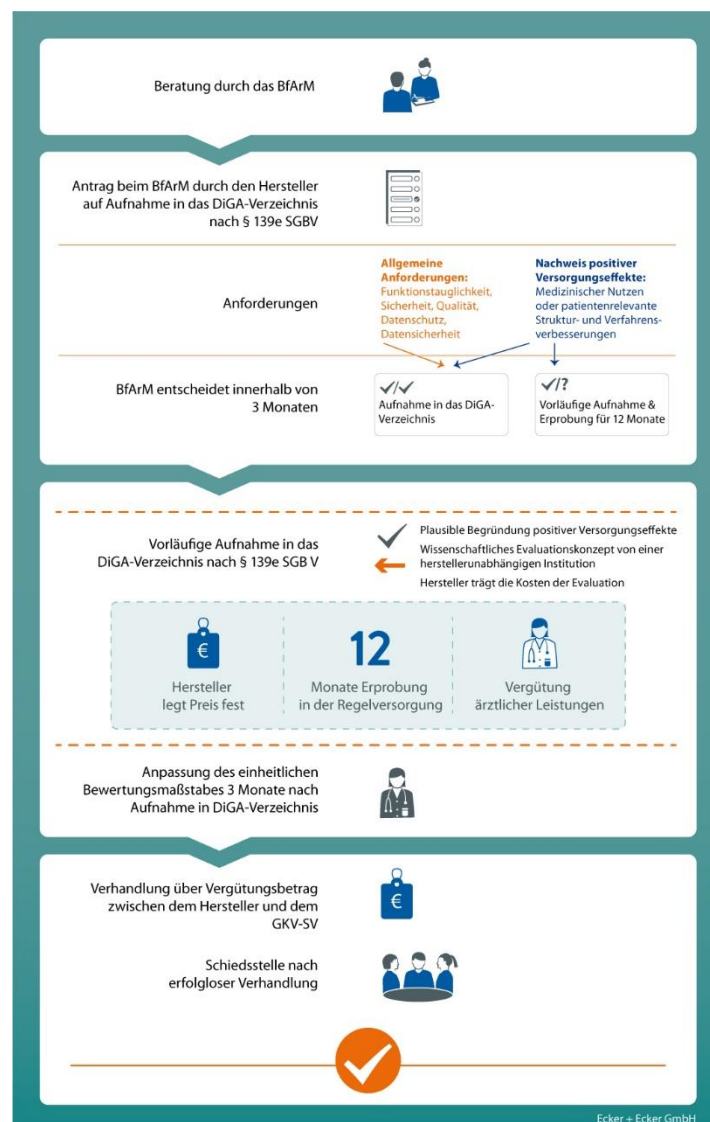 Beratung durch das BfArM
Antrag beim BfArM durch den Hersteller
auf Aufnahme in das DiGA-Verzeichnis
nach § 139e SGBV
Anforderungen
Allgemeine
Anforderungen:
Funktionstauglichkeit,
Sicherheit, Qualität,
Datenschutz,
Datensicherheit
Nachweis positiver
Versorgungseffekte:
Medizinischer Nutzen
oder patientenrelevante
Struktur- und Verfahrens-
verbesserungen
BfArM entscheidet innerhalb von
3 Monaten
✓/✓
Aufnahme in das DiGA-
Verzeichnis
✓/?
Vorläufige Aufnahme &
Erprobung für 12 Monate
Vorläufige Aufnahme in das
DiGA-Verzeichnis nach § 139e SGB V
Plausible Begründung positiver Versorgungseffekte
Wissenschaftliches Evaluationskonzept von einer
herstellerunabhängigen Institution
Hersteller trägt die Kosten der Evaluation
€
Hersteller
legt Preis fest
12
Monate Erprobung
in der Regelversorgung
Vergütung
ärztlicher Leistungen
Anpassung des einheitlichen
Bewertungsmaßstabes 3 Monate nach
Aufnahme in DiGA-Verzeichnis
Verhandlung über Vergütungsbetrag
zwischen dem Hersteller und dem
GKV-SV
€
Schiedsstelle nach
erfolgloser Verhandlung
Ecker + Ecker GmbH